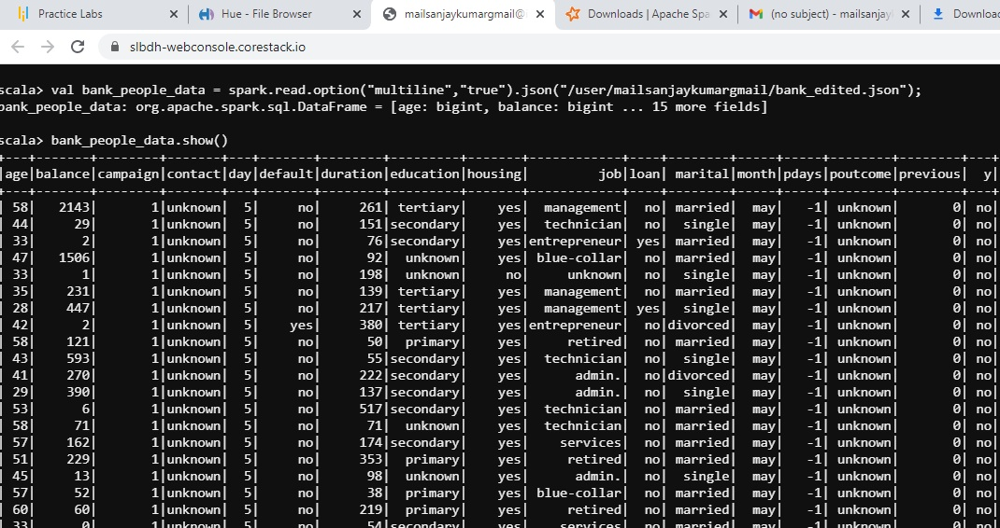 Practice Labs
Hue - File Browser
mailsanjaykumargmail@
Downloads | Apache Spa
(no subject) - mailsanjay
Downloa
slbdh-webconsole.corestack.io
scala> val bank_people_data = spark.read.option("multiline","true").json("/user/mailsanjaykumargmail/bank_edited.json");
bank_people_data: org.apache.spark.sql.DataFrame = [age: bigint, balance: bigint ... 15 more fields]
scala> bank_people_data.show()
+---+-------+--------+-------+---+-------+--------+---------+-------+------------+----+--------+-----+-----+--------+--------+---+
|age|balance|campaign|contact|day|default|duration|education|housing|         job|loan| marital|month|pdays|poutcome|previous|  y|
+---+-------+--------+-------+---+-------+--------+---------+-------+------------+----+--------+-----+-----+--------+--------+---+
| 58|   2143|       1|unknown|  5|     no|     261| tertiary|    yes|  management|  no| married|  may|   -1| unknown|       0| no|
| 44|     29|       1|unknown|  5|     no|     151|secondary|    yes|  technician|  no|  single|  may|   -1| unknown|       0| no|
| 33|      2|       1|unknown|  5|     no|      76|secondary|    yes|entrepreneur| yes| married|  may|   -1| unknown|       0| no|
| 47|   1506|       1|unknown|  5|     no|      92|  unknown|    yes| blue-collar|  no| married|  may|   -1| unknown|       0| no|
| 33|      1|       1|unknown|  5|     no|     198|  unknown|     no|     unknown|  no|  single|  may|   -1| unknown|       0| no|
| 35|    231|       1|unknown|  5|     no|     139| tertiary|    yes|  management|  no| married|  may|   -1| unknown|       0| no|
| 28|    447|       1|unknown|  5|     no|     217| tertiary|    yes|  management| yes|  single|  may|   -1| unknown|       0| no|
| 42|      2|       1|unknown|  5|    yes|     380| tertiary|    yes|entrepreneur|  no|divorced|  may|   -1| unknown|       0| no|
| 58|    121|       1|unknown|  5|     no|      50|  primary|    yes|     retired|  no| married|  may|   -1| unknown|       0| no|
| 43|    593|       1|unknown|  5|     no|      55|secondary|    yes|  technician|  no|  single|  may|   -1| unknown|       0| no|
| 41|    270|       1|unknown|  5|     no|     222|secondary|    yes|      admin.|  no|divorced|  may|   -1| unknown|       0| no|
| 29|    390|       1|unknown|  5|     no|     137|secondary|    yes|      admin.|  no|  single|  may|   -1| unknown|       0| no|
| 53|      6|       1|unknown|  5|     no|     517|secondary|    yes|  technician|  no| married|  may|   -1| unknown|       0| no|
| 58|     71|       1|unknown|  5|     no|      71|  unknown|    yes|  technician|  no| married|  may|   -1| unknown|       0| no|
| 57|    162|       1|unknown|  5|     no|     174|secondary|    yes|    services|  no| married|  may|   -1| unknown|       0| no|
| 51|    229|       1|unknown|  5|     no|     353|  primary|    yes|     retired|  no| married|  may|   -1| unknown|       0| no|
| 45|     13|       1|unknown|  5|     no|      98|  unknown|    yes|      admin.|  no|  single|  may|   -1| unknown|       0| no|
| 57|     52|       1|unknown|  5|     no|      38|  primary|    yes| blue-collar|  no| married|  may|   -1| unknown|       0| no|
| 60|     60|       1|unknown|  5|     no|     219|  primary|    yes|     retired|  no| married|  may|   -1| unknown|       0| no|
| 33|      0|       1|unknown|  5|     no|      54|secondary|    yes|    services|  no| married|  may|   -1| unknown|       0| no|